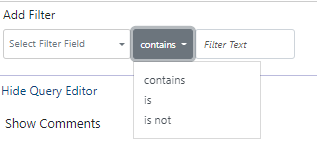 Add Filter
Select Filter Field contains Filter Text
contains
is
is not
Hide Query Editor
Show Comments